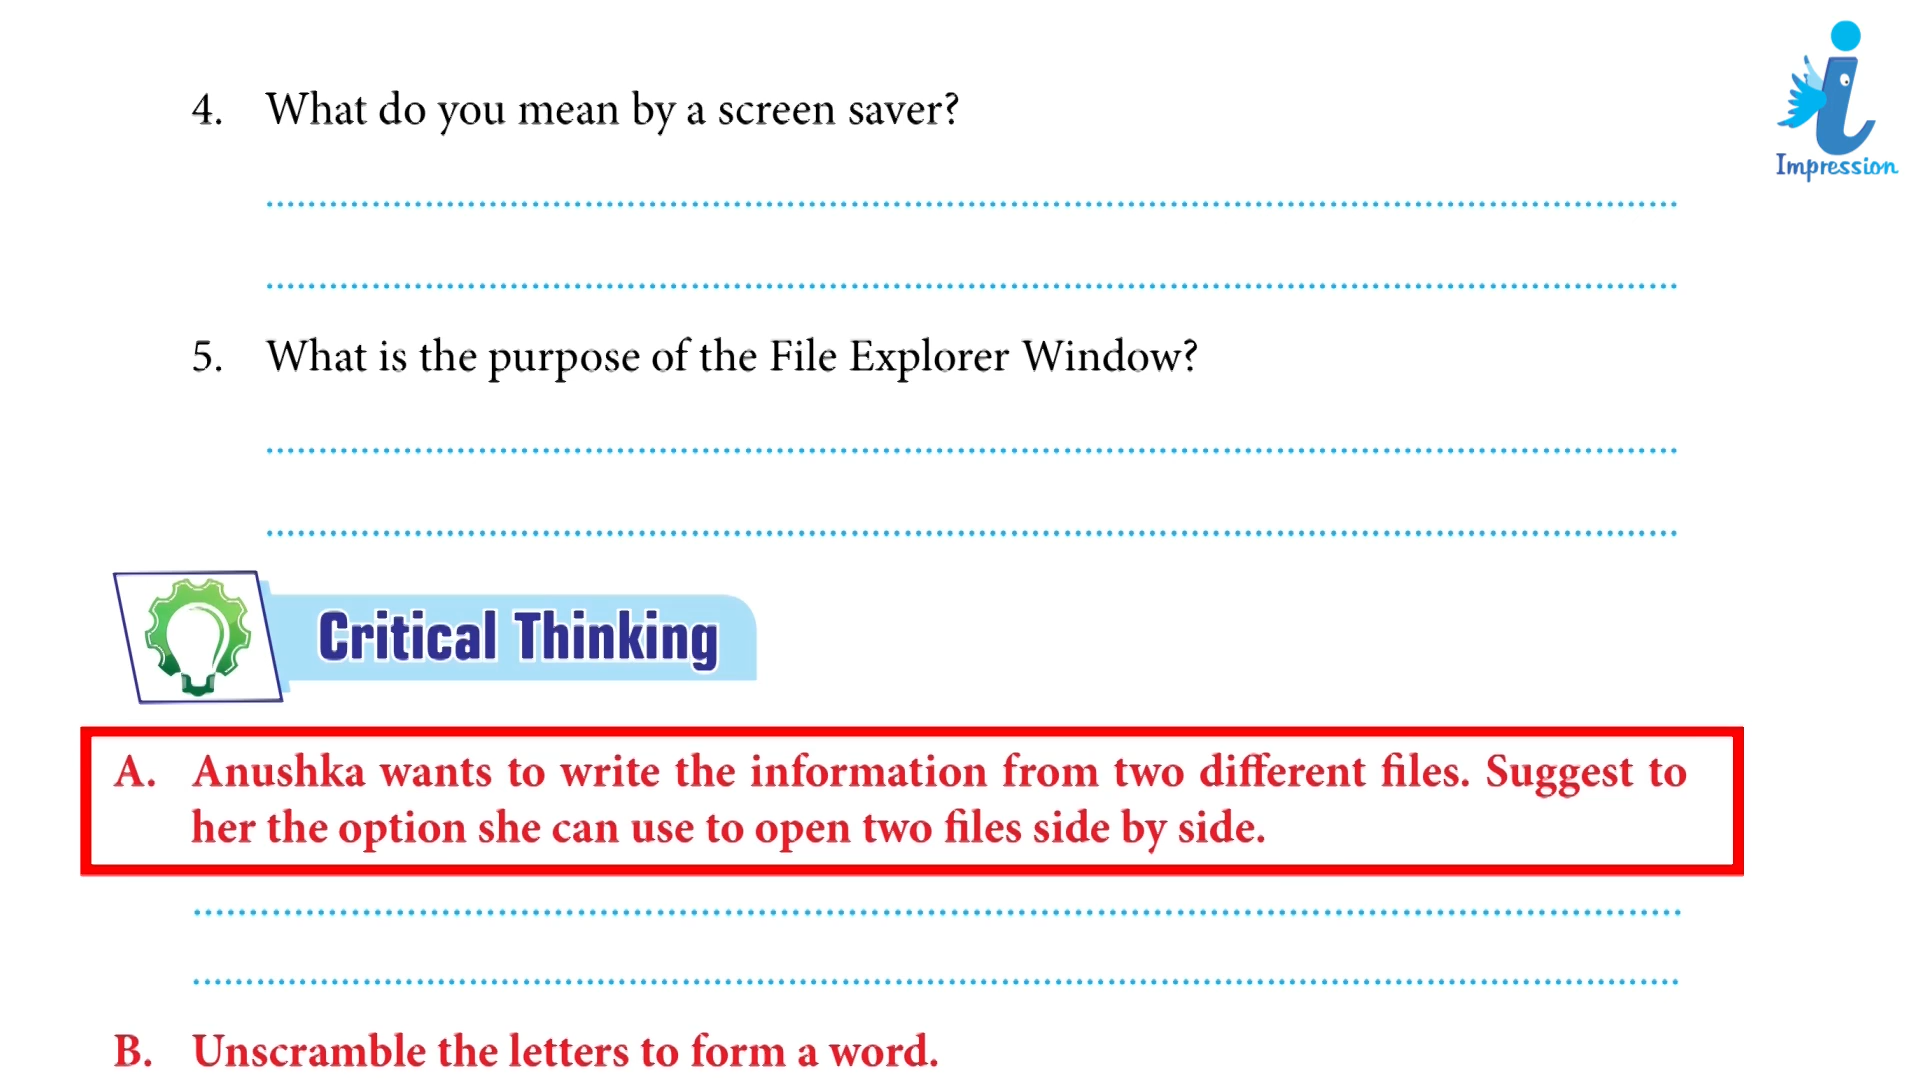 4. What do you mean by a screen saver?
Impression
5. What is the purpose of the File Explorer Window?
Critical Thinking
A. Anushka wants to write the information from two different files. Suggest to
her the option she can use to open two files side by side.
B. Unscramble the letters to form a word.